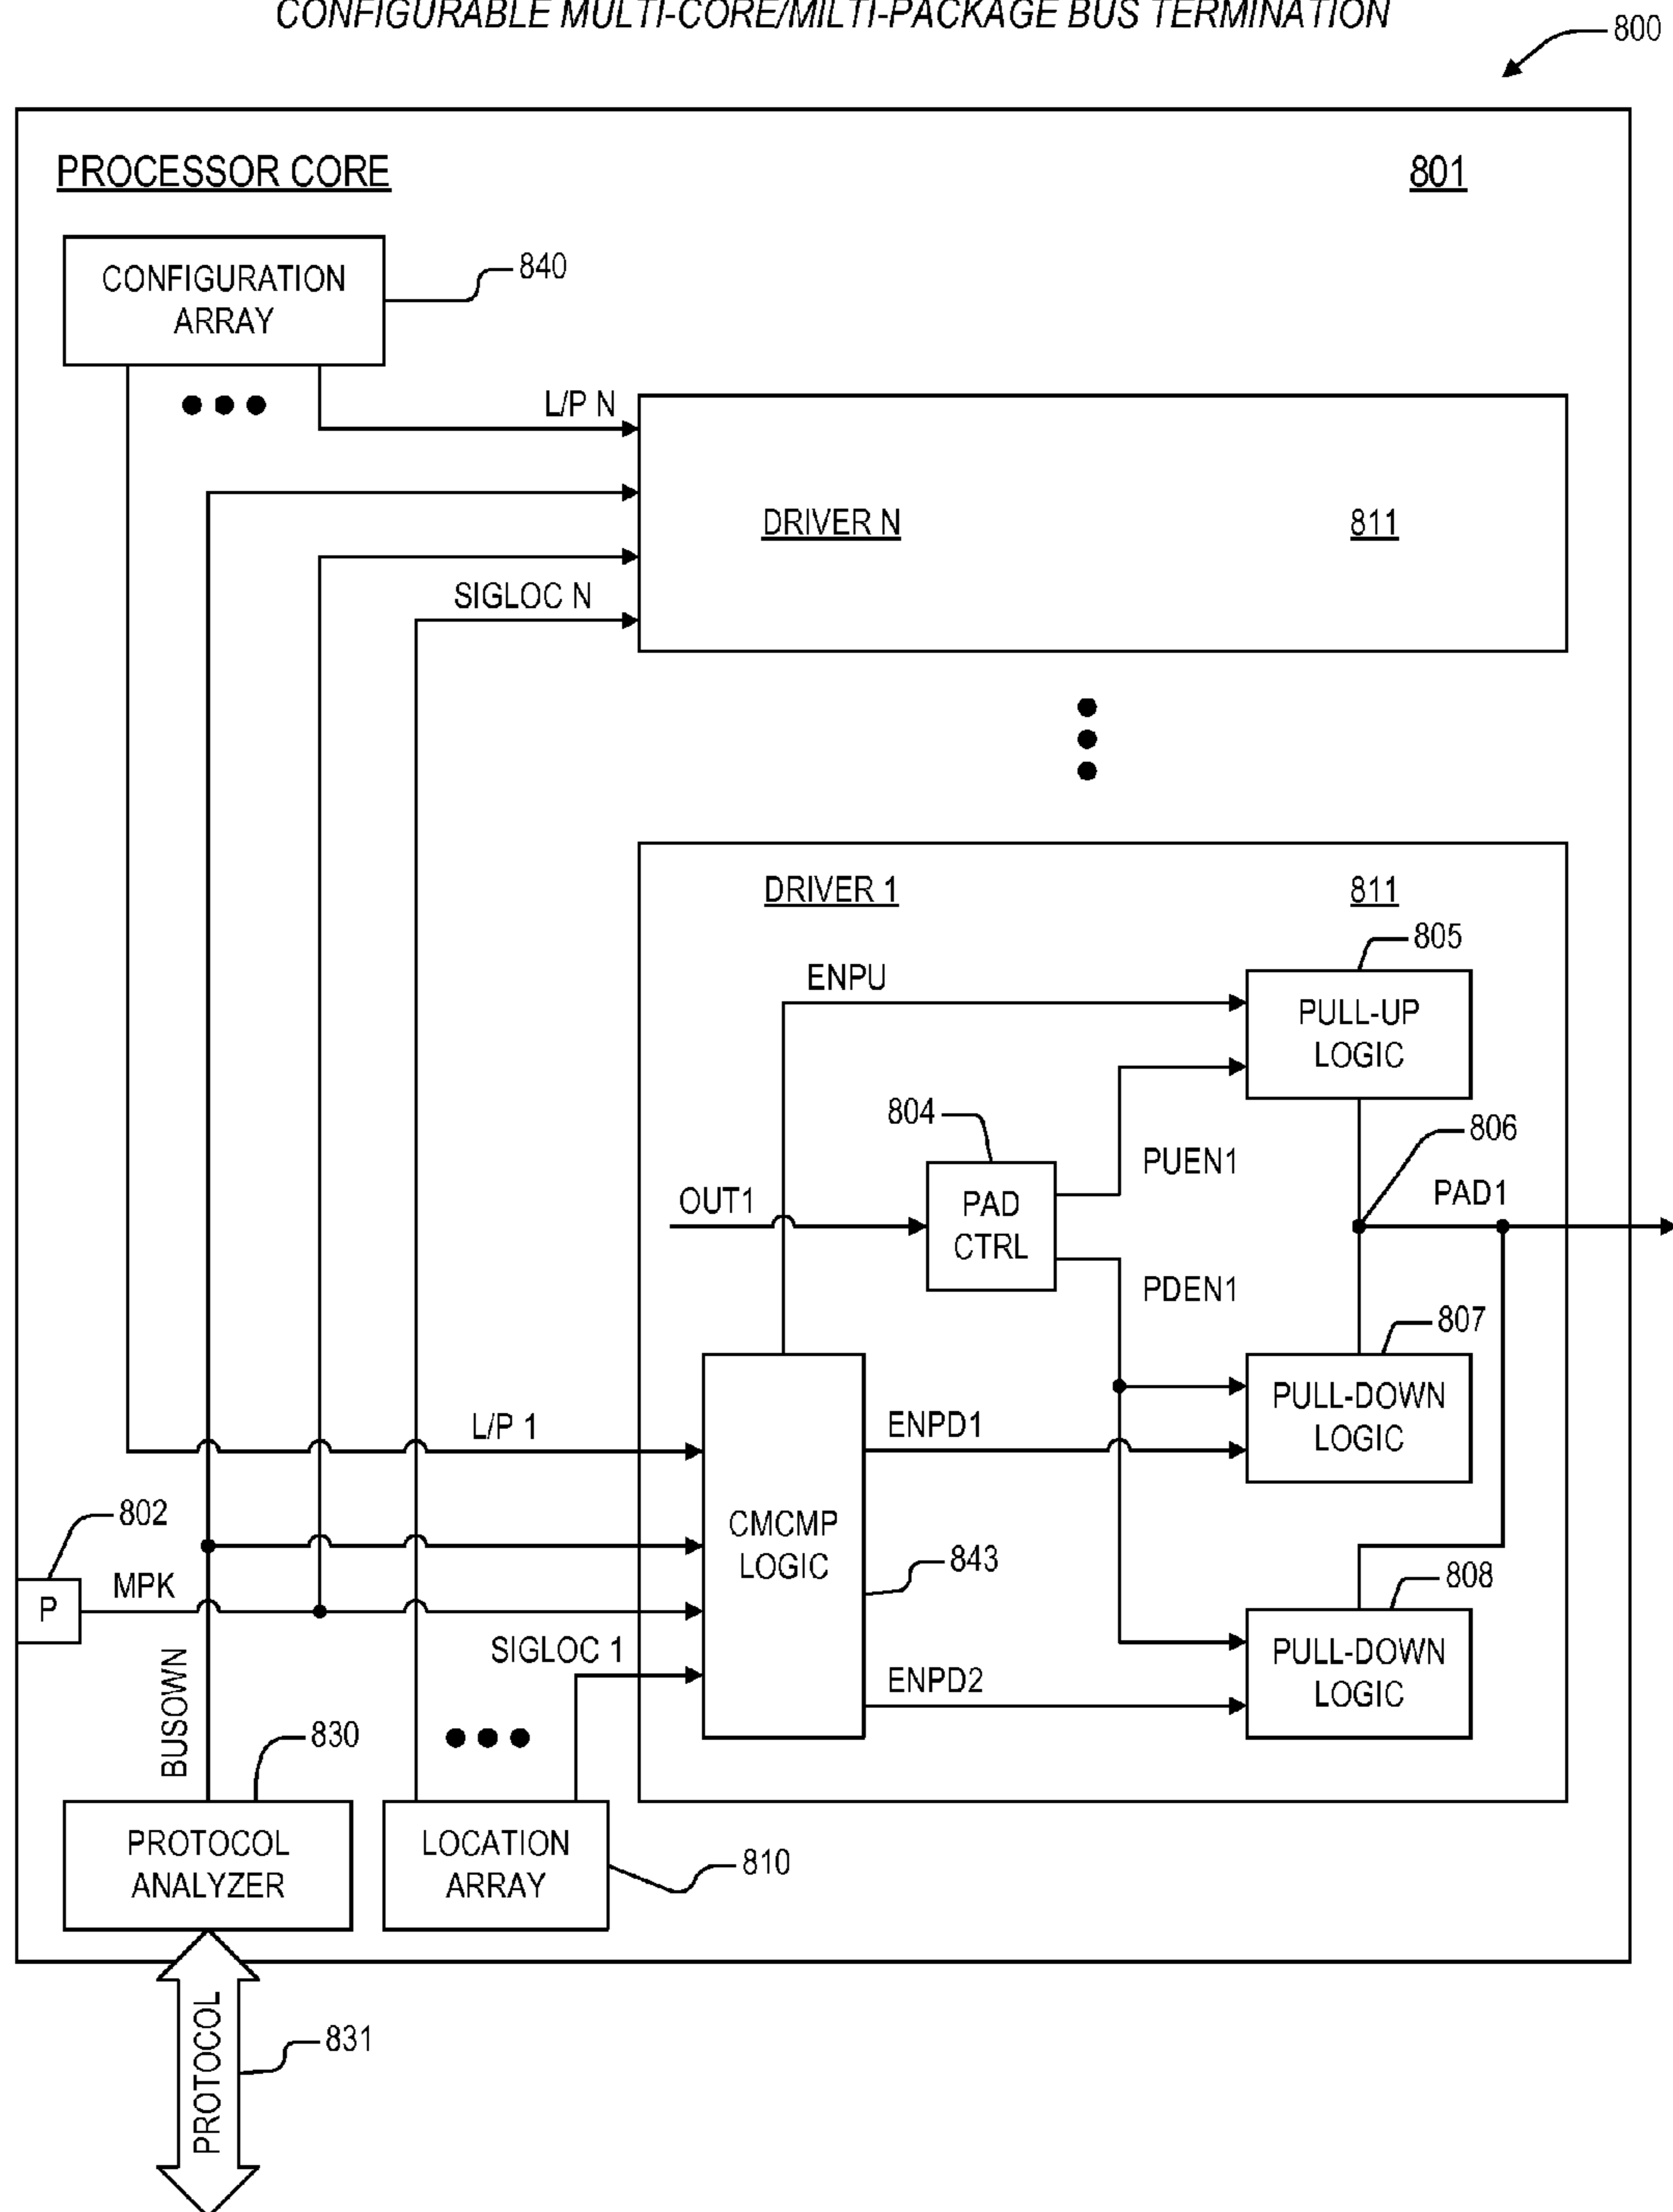 CONFIGURABLE MULTI-CORE/MILTI-PACKAGE BUS TERMINATION
800
PROCESSOR CORE
801
CONFIGURATION
ARRAY
840
L/P N
DRIVER N
811
SIGLOC N
DRIVER 1
811
805
ENPU
PULL-UP
LOGIC
804
806
PUEN1
OUT1
PAD
CTRL
PAD1
PDEN1
807
PULL-DOWN
LOGIC
L/P 1
ENPD1
802
CMCMP
LOGIC
843
P
MPK
808
SIGLOC 1
PULL-DOWN
LOGIC
ENPD2
BUSOWN
830
PROTOCOL
ANALYZER
LOCATION
ARRAY
810
PROTOCOL
831